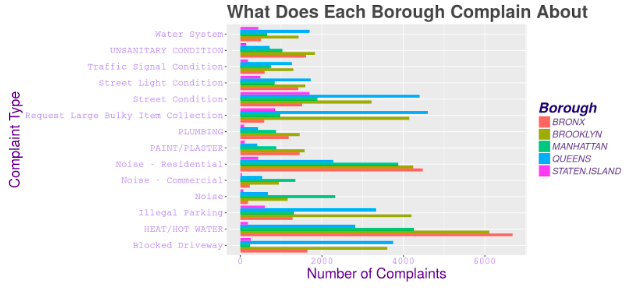 What Does Each Borough Complain About
Complaint Type
Water System
UNSANITARY CONDITION
Traffic Signal Condition
Street Light Condition
Street Condition
Request Large Bulky Item Collection
PLUMBING
PAINT/PLASTER
Noise - Residential
Noise - Commercial
Noise
Illegal Parking
HEAT/HOT WATER
Blocked Driveway
0 2000 4000 6000
Number of Complaints
Borough
BRONX
BROOKLYN
MANHATTAN
QUEENS
STATEN.ISLAND